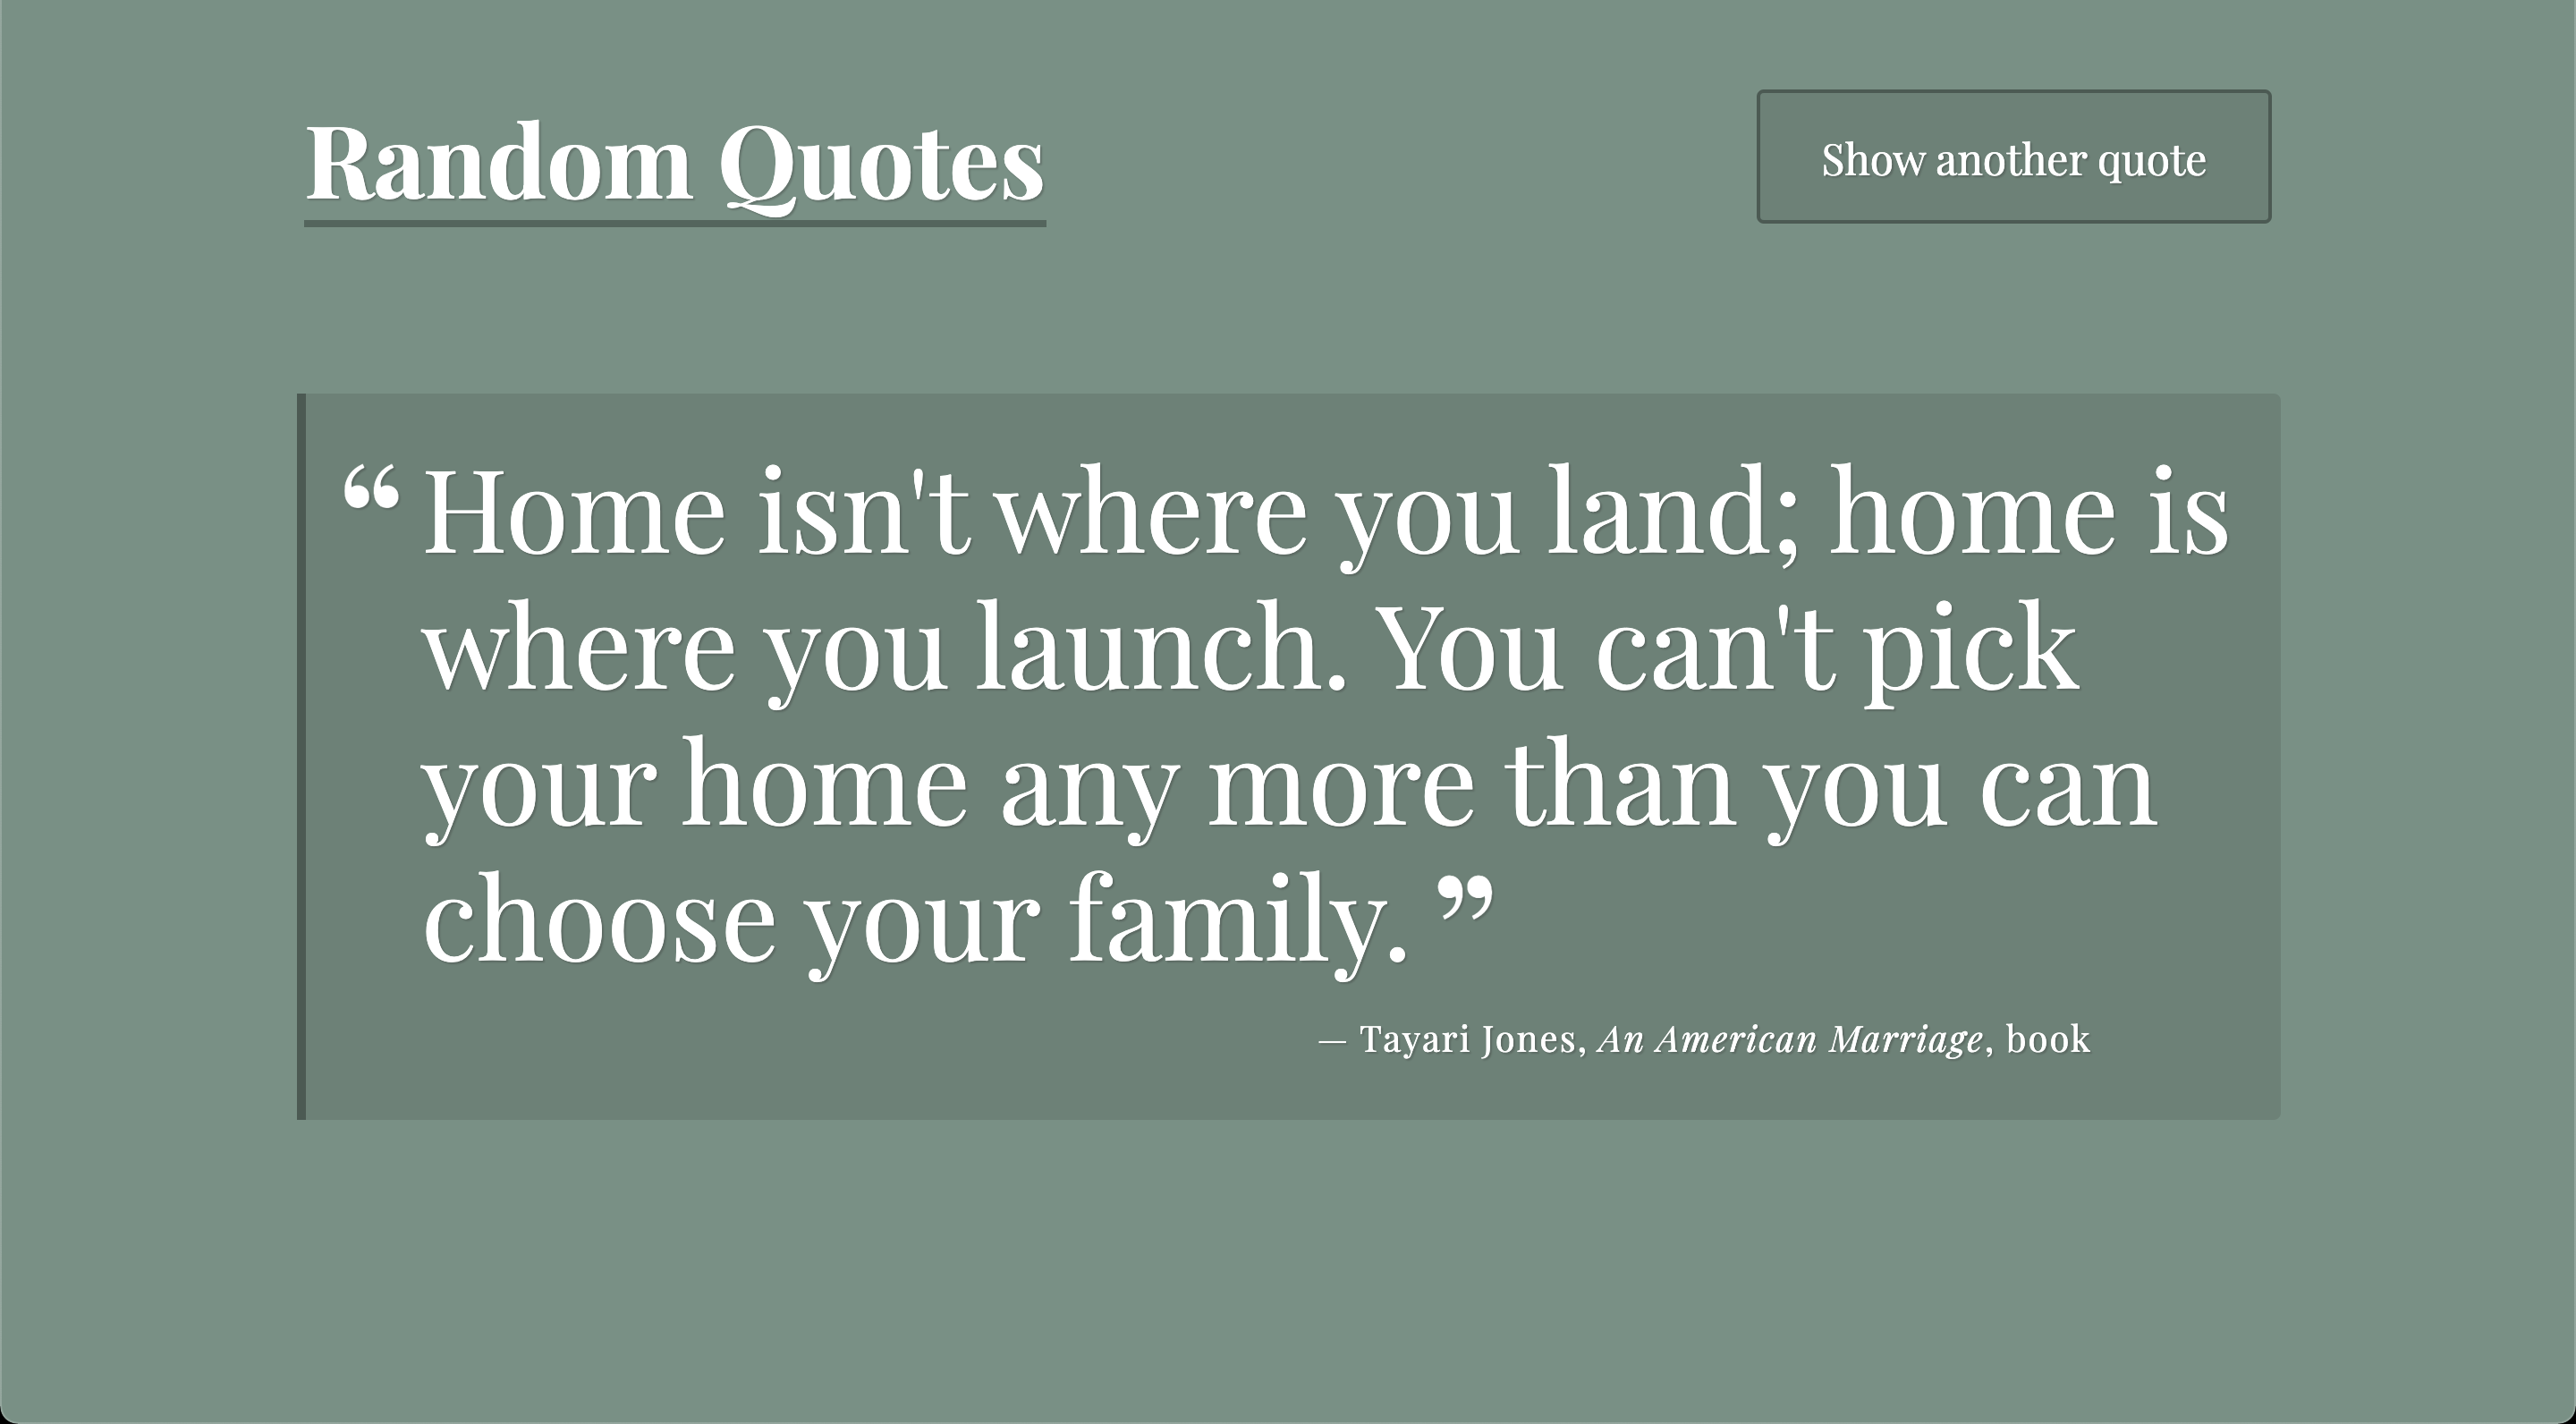 Random Quotes
Show another quote
“ Home isn't where you land; home is
where you launch. You can't pick
your home any more than you can
choose your family. ”
— Tayari Jones, An American Marriage, book